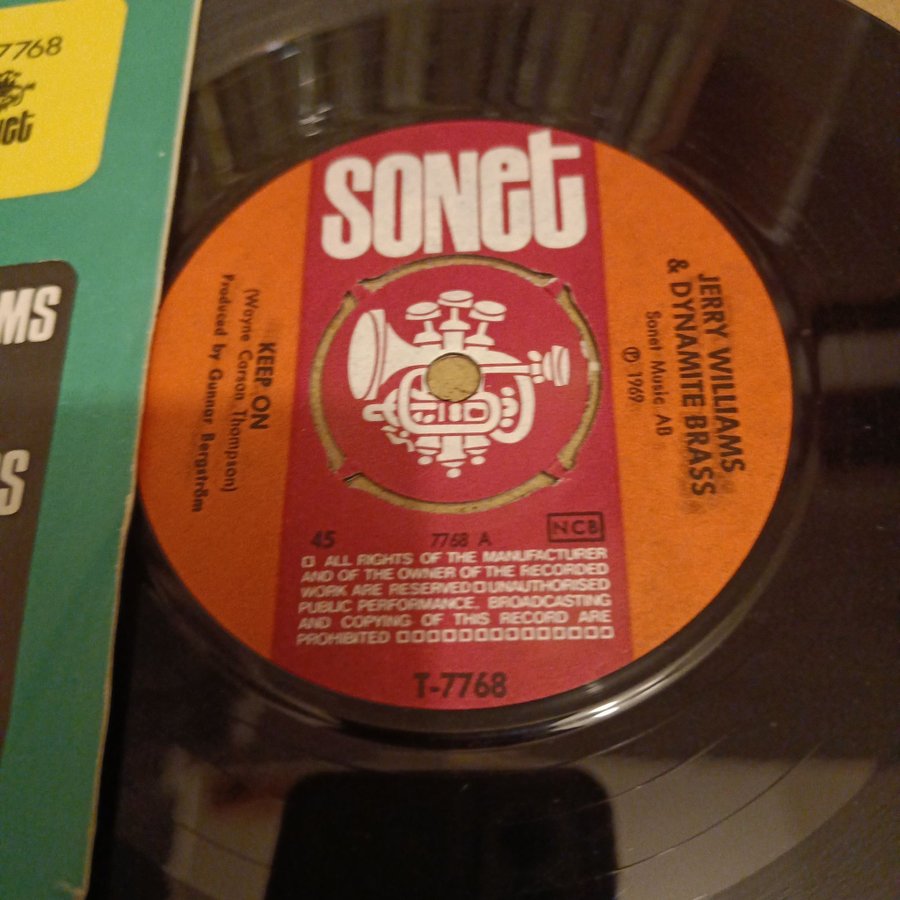 7768
SONET
JERRY WILLIAMS
& DYNAMITE BRASS
Sonet Music AB
Ⓟ 1969
KEEP ON
(Wayne Carson Thompson)
Produced by Gunnar Bergström
45
7768 A
NCB
□ ALL RIGHTS OF THE MANUFACTURER
AND OF THE OWNER OF THE RECORDED
WORK ARE RESERVED □ UNAUTHORISED
PUBLIC PERFORMANCE, BROADCASTING
AND COPYING OF THIS RECORD ARE
PROHIBITED □□□□□□□□□□□□□□
T-7768